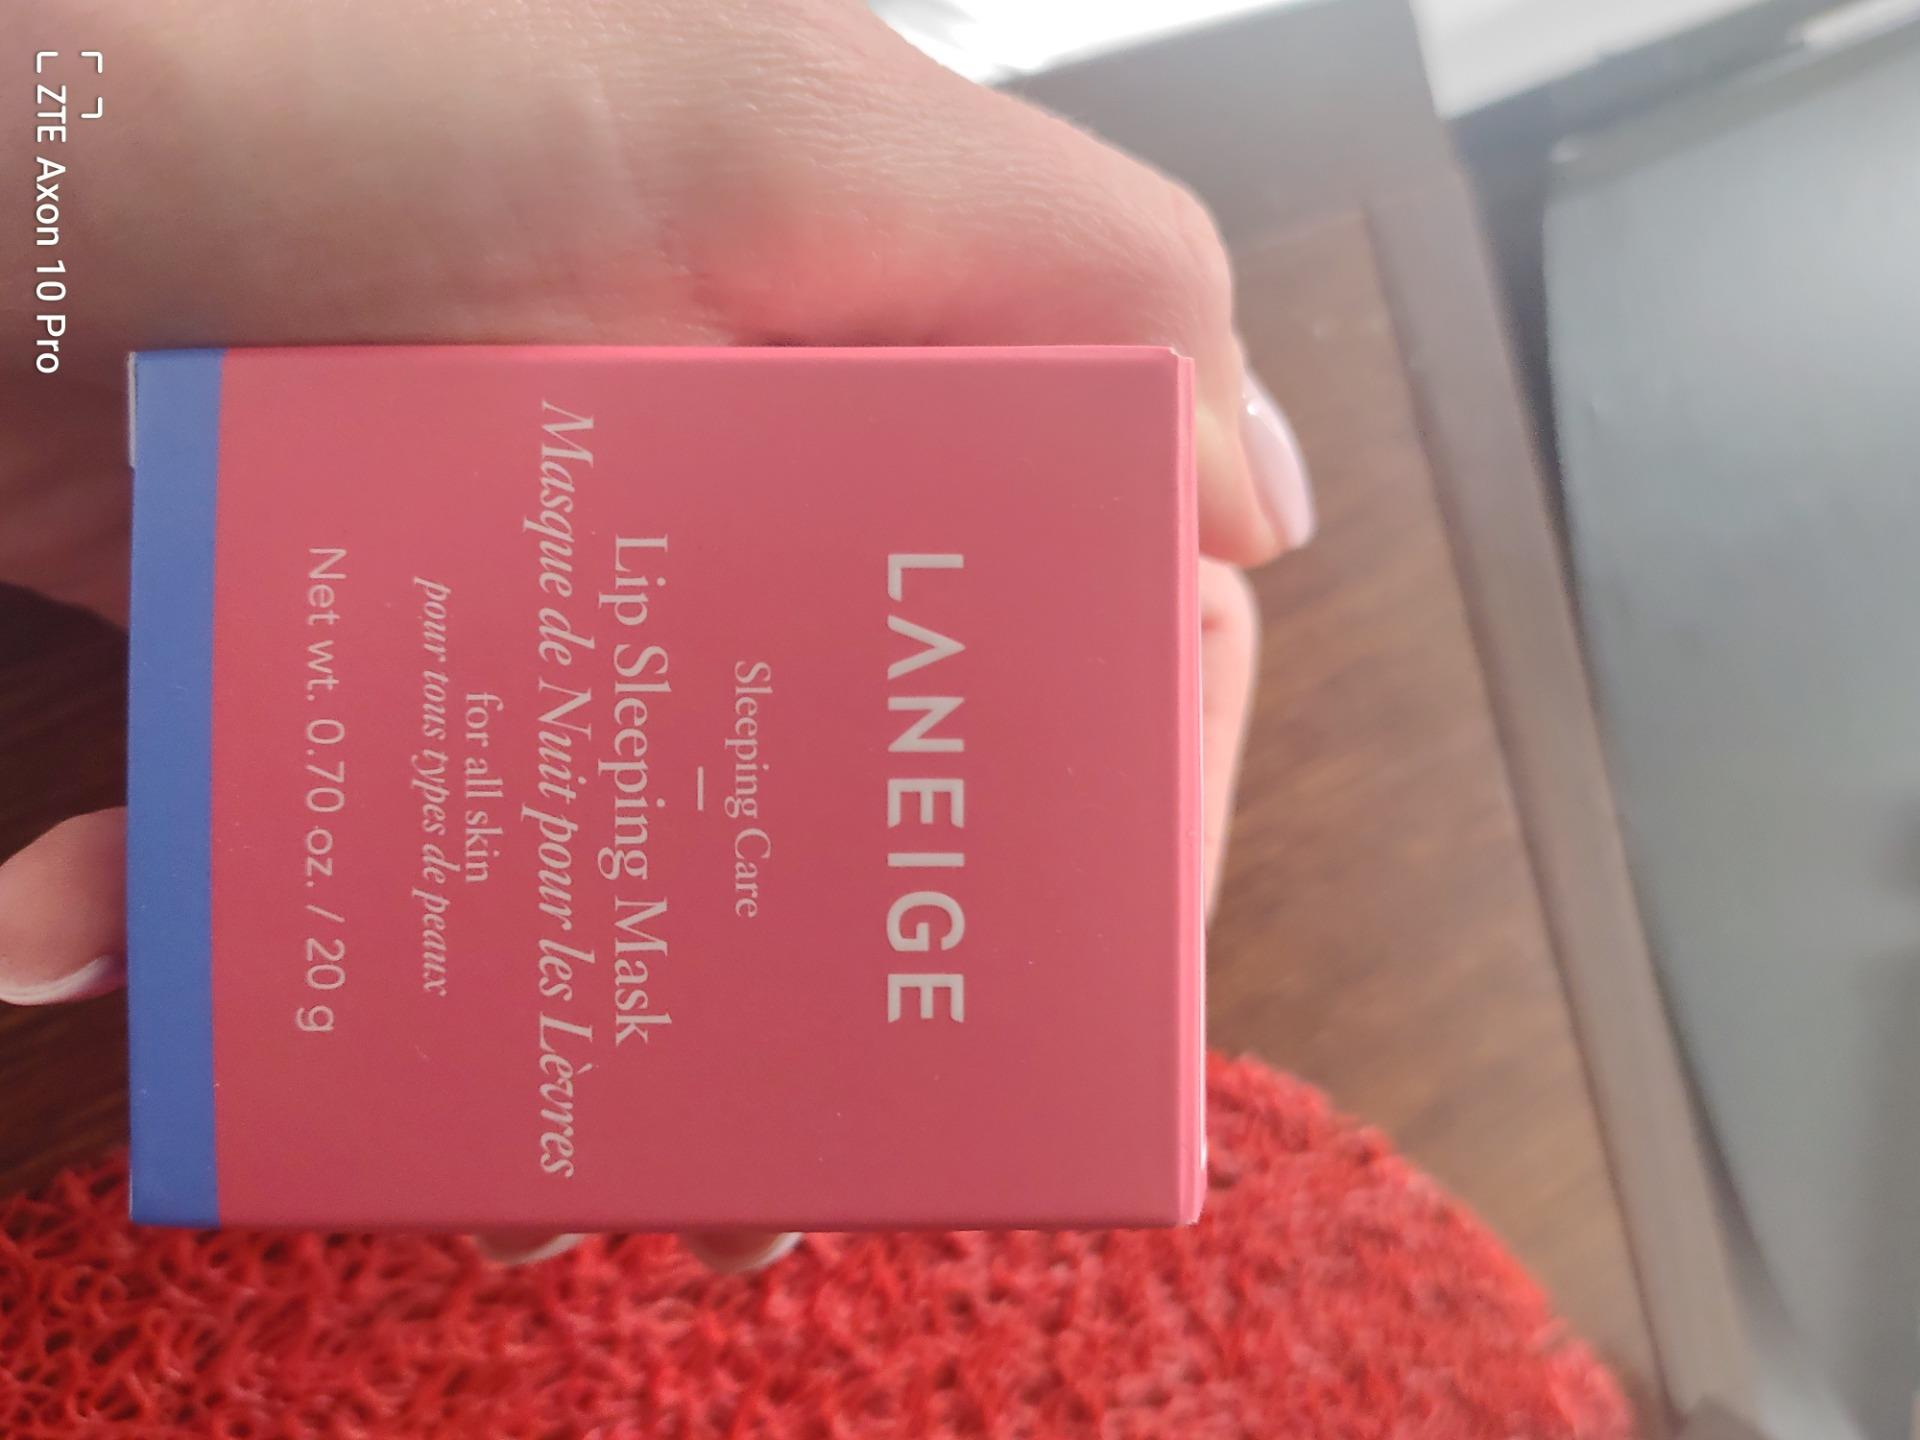 LANEIGE
Sleeping Care
Lip Sleeping Mask
Masque de Nuit pour les Lèvres
for all skin
pour tous types de peaux
Net wt. 0.70 oz. / 20 g
ZTE Axon 10 Pro